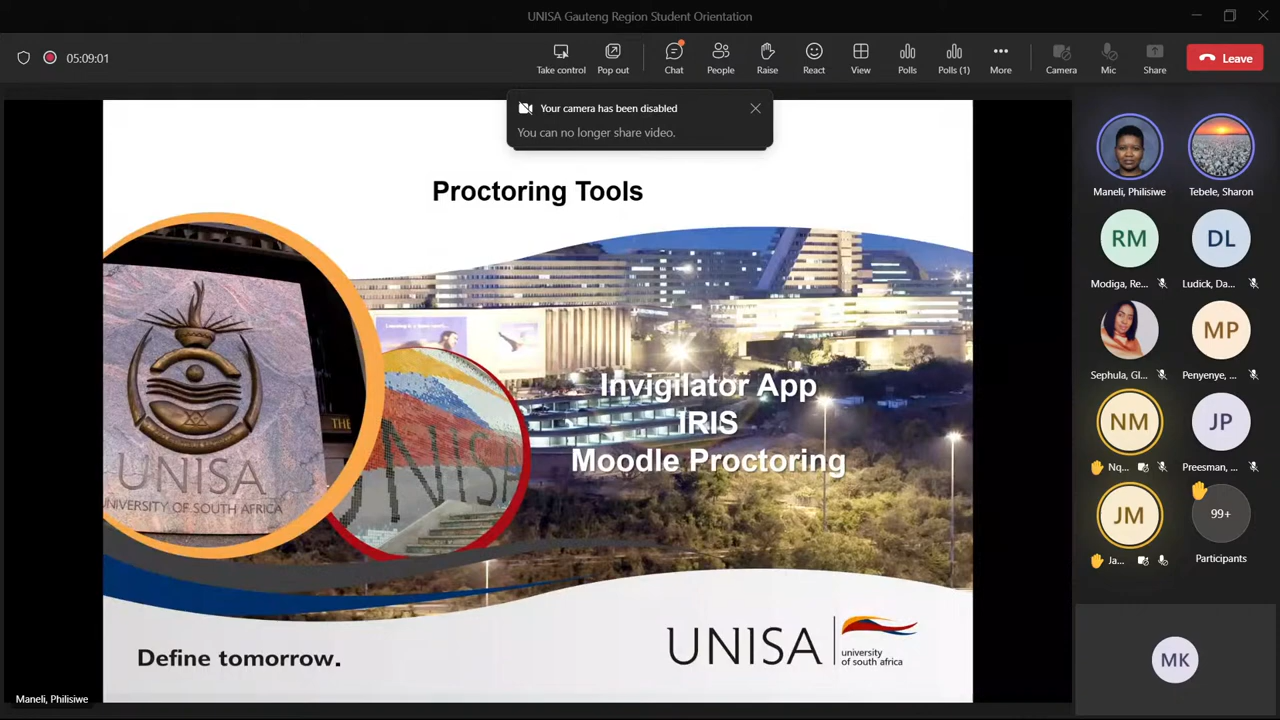 UNISA Gauteng Region Student Orientation
05:09:01
Take control
Pop out
Chat
People
Raise
React
View
Polls
Polls (1)
More
Camera
Mic
Share
Leave
Your camera has been disabled
You can no longer share video.
Proctoring Tools
Invigilator App
IRIS
Moodle Proctoring
THE
UNISA
UNIVERSITY OF SOUTH AFRICA
UNISA
Define tomorrow.
UNISA
university
of south africa
Maneli, Philisiwe
Maneli, Philisiwe
Tebele, Sharon
RM
DL
Modiga, Re...
Ludick, Da...
MP
Sephula, Gl...
Penyenye, ...
NM
JP
Nq...
Preesman, ...
JM
99+
Ja...
Participants
MK